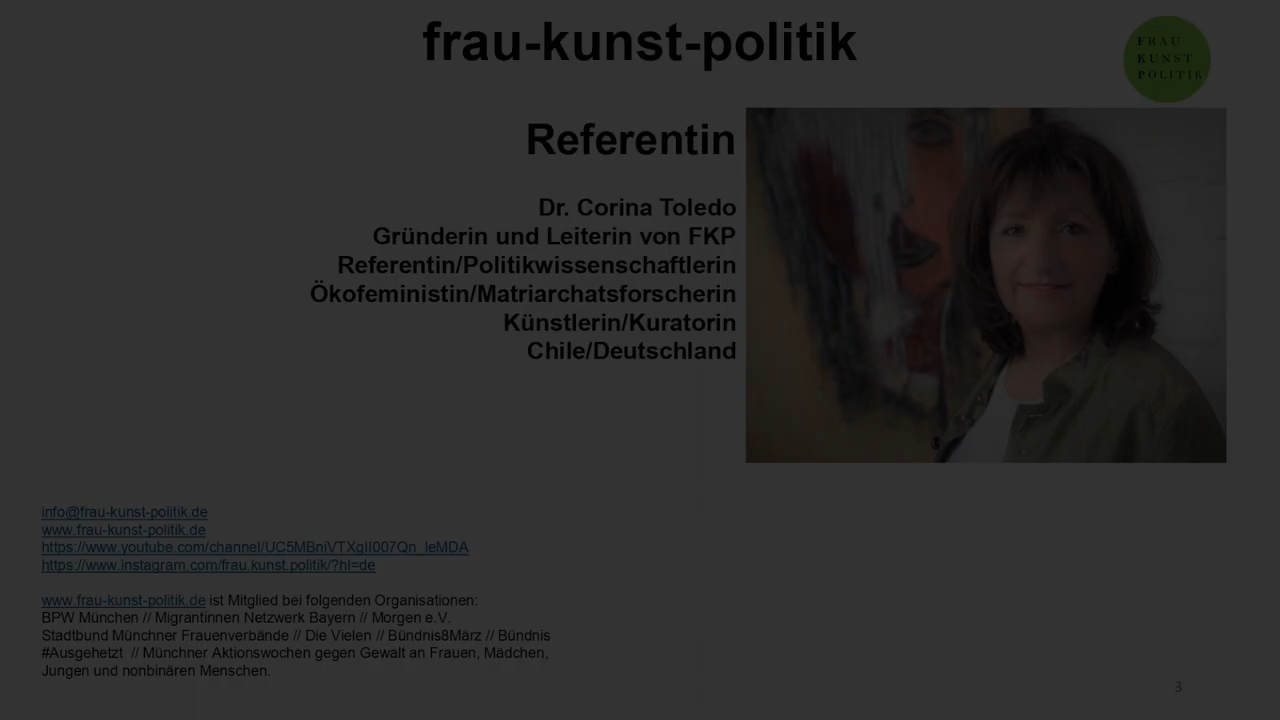 frau-kunst-politik
FRAU
KUNST
POLITIK
Referentin
Dr. Corina Toledo
Gründerin und Leiterin von FKP
Referentin/Politikwissenschaftlerin
Ökofeministin/Matriarchatsforscherin
Künstlerin/Kuratorin
Chile/Deutschland
info@frau-kunst-politik.de
www.frau-kunst-politik.de
https://www.youtube.com/channel/UC5MBniVTXgII007Qn_IeMDA
https://www.instagram.com/frau.kunst.politik/?hl=de
www.frau-kunst-politik.de ist Mitglied bei folgenden Organisationen:
BPW München // Migrantinnen Netzwerk Bayern // Morgen e.V.
Stadtbund Münchner Frauenverbände // Die Vielen // Bündnis8März // Bündnis
#Ausgehetzt // Münchner Aktionswochen gegen Gewalt an Frauen, Mädchen,
Jungen und nonbinären Menschen.
3